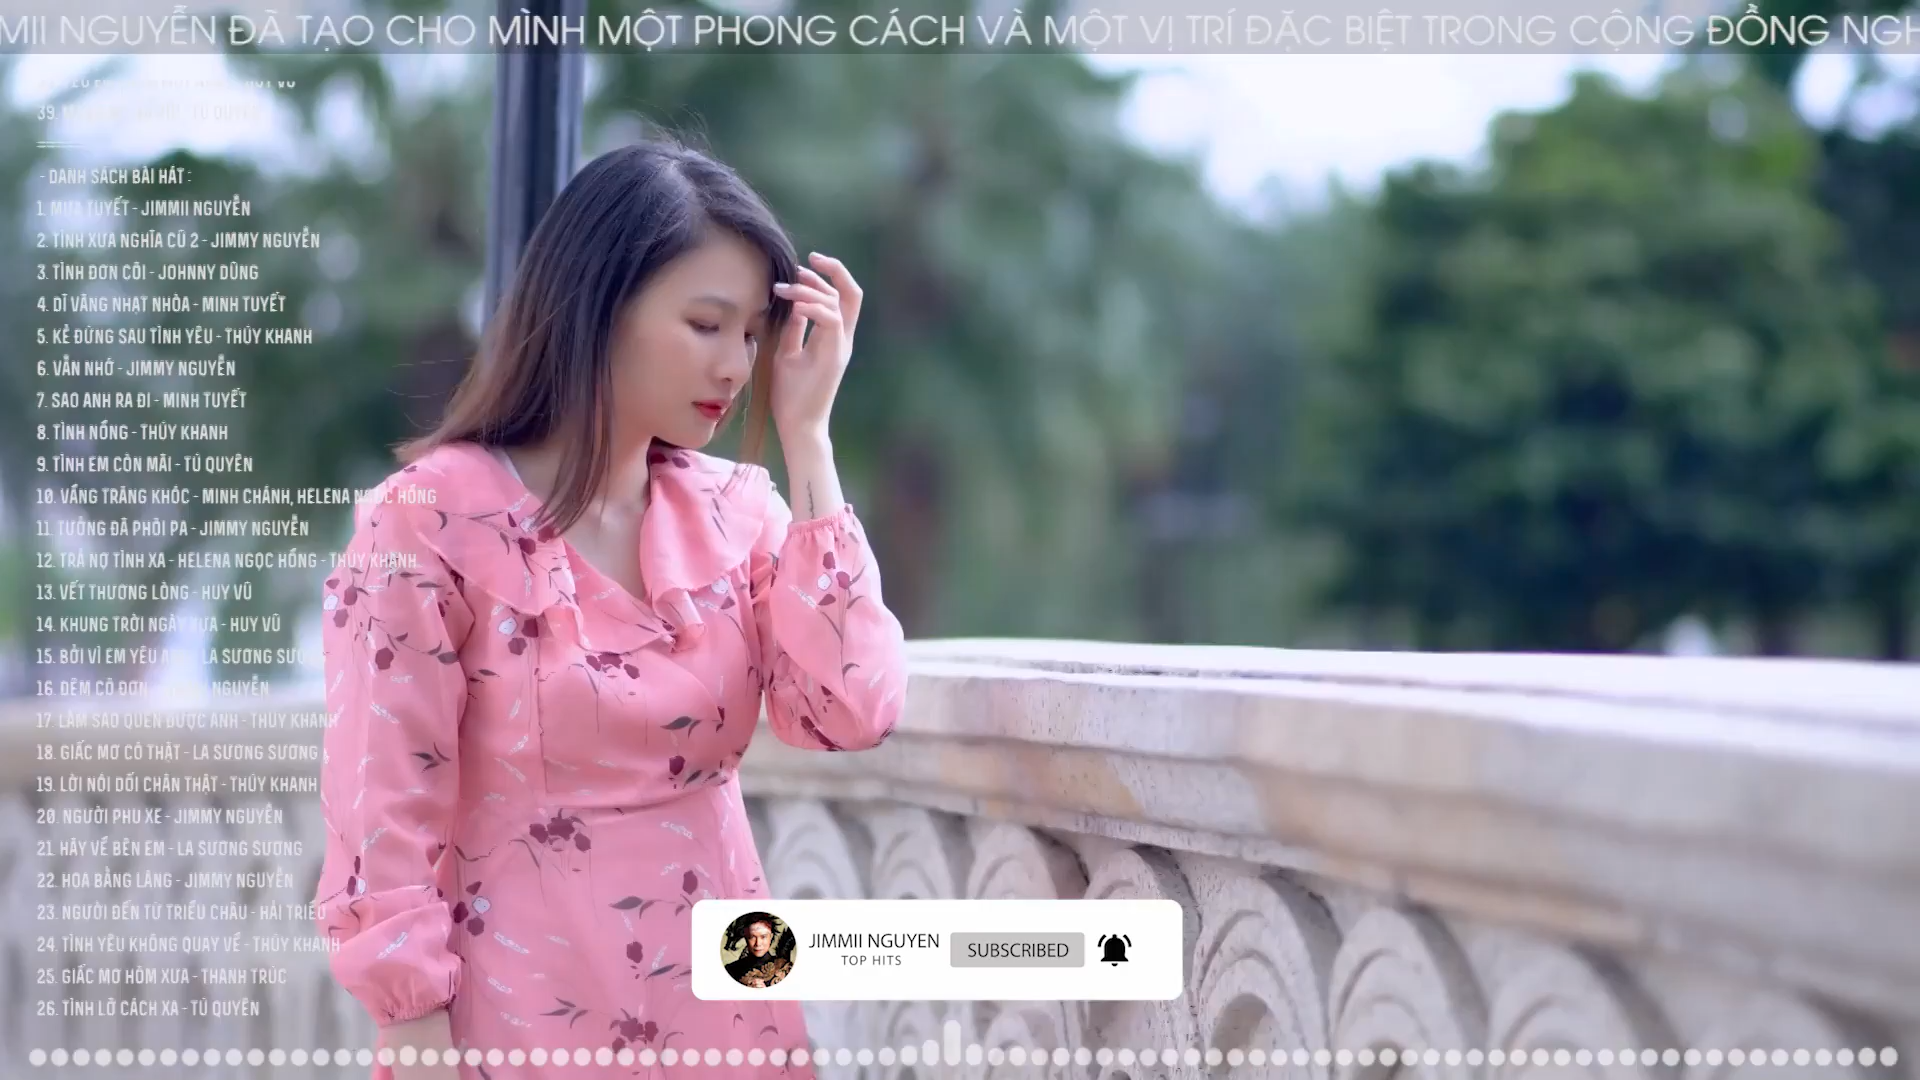 MII NGUYỄN ĐÃ TẠO CHO MÌNH MỘT PHONG CÁCH VÀ MỘT VỊ TRÍ ĐẶC BIỆT TRONG CỘNG ĐỒNG NGH
39.
- DANH SÁCH BÀI HÁT :
1. MƯA TUYẾT - JIMMII NGUYỄN
2. TÌNH XƯA NGHĨA CŨ 2 - JIMMY NGUYỄN
3. TÌNH ĐƠN CÔI - JOHNNY DŨNG
4. DĨ VÃNG NHẠT NHÒA - MINH TUYẾT
5. KẺ ĐỨNG SAU TÌNH YÊU - THÚY KHANH
6. VẪN NHỚ - JIMMY NGUYỄN
7. SAO ANH RA ĐI - MINH TUYẾT
8. TÌNH NỒNG - THÚY KHANH
9. TÌNH EM CÒN MÃI - TÚ QUYÊN
10. VẦNG TRĂNG KHÓC - MINH CHÁNH, HELENA NGỌC HỒNG
11. TƯỞNG ĐÃ PHÔI PA - JIMMY NGUYỄN
12. TRẢ NỢ TÌNH XA - HELENA NGỌC HỒNG - THÚY KHANH
13. VẾT THƯƠNG LÒNG - HUY VŨ
14. KHUNG TRỜI NGÀY XƯA - HUY VŨ
15. BỞI VÌ EM YÊU - LA SƯƠNG SƯƠNG
16. ĐÊM CÔ ĐƠN - NGUYỄN
17. LÀM SAO QUÊN ĐƯỢC ANH - THÚY KHANH
18. GIẤC MƠ CÓ THẬT - LA SƯƠNG SƯƠNG
19. LỜI NÓI DỐI CHÂN THẬT - THÚY KHANH
20. NGƯỜI PHU XE - JIMMY NGUYỄN
21. HÃY VỀ BÊN EM - LA SƯƠNG SƯƠNG
22. HOA BẰNG LĂNG - JIMMY NGUYỄN
23. NGƯỜI ĐẾN TỪ TRIỀU CHÂU - HẢI TRIỀU
24. TÌNH YÊU KHÔNG QUAY VỀ - THÚY KHANH
25. GIẤC MƠ HÔM XƯA - THANH TRÚC
26. TÌNH LỠ CÁCH XA - TÚ QUYÊN
JIMMII NGUYEN
TOP HITS
SUBSCRIBED